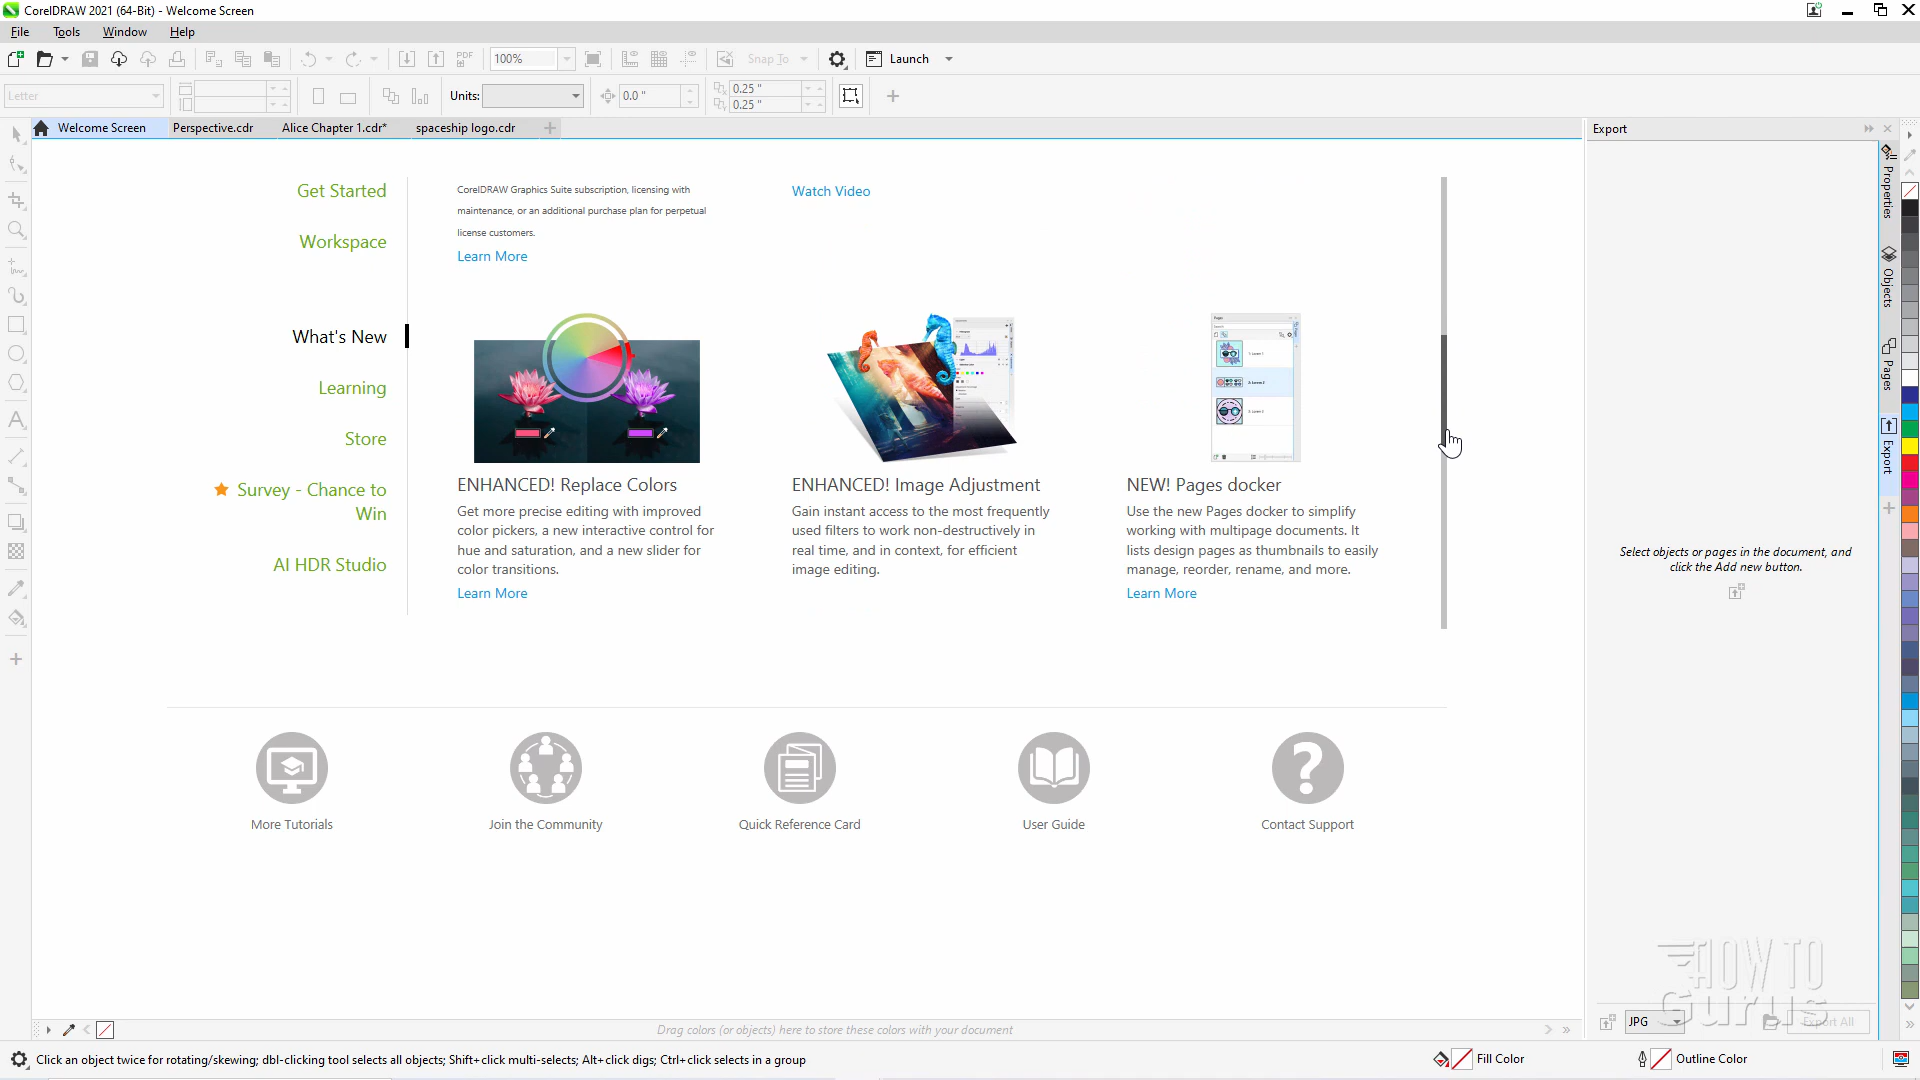 CorelDRAW 2021 (64-Bit) - Welcome Screen
File Tools Window Help
PDF 100% Snap To Launch
Letter Units: 0.0 " 0.25 "
0.25 "
Welcome Screen Perspective.cdr Alice Chapter 1.cdr* spaceship logo.cdr
Export
Properties
Objects
Pages
Export
Get Started
Workspace
What's New
Learning
Store
Survey - Chance to
Win
AI HDR Studio
CorelDRAW Graphics Suite subscription, licensing with
maintenance, or an additional purchase plan for perpetual
license customers.
Learn More
Watch Video
ENHANCED! Replace Colors
Get more precise editing with improved
color pickers, a new interactive control for
hue and saturation, and a new slider for
color transitions.
Learn More
ENHANCED! Image Adjustment
Gain instant access to the most frequently
used filters to work non-destructively in
real time, and in context, for efficient
image editing.
Pages
NEW! Pages docker
Use the new Pages docker to simplify
working with multipage documents. It
lists design pages as thumbnails to easily
manage, reorder, rename, and more.
Learn More
Select objects or pages in the document, and
click the Add new button.
More Tutorials
Join the Community
Quick Reference Card
User Guide
Contact Support
HOW TO
Gurus
JPG Export All
Drag colors (or objects) here to store these colors with your document
Click an object twice for rotating/skewing; dbl-clicking tool selects all objects; Shift+click multi-selects; Alt+click digs; Ctrl+click selects in a group
Fill Color
Outline Color